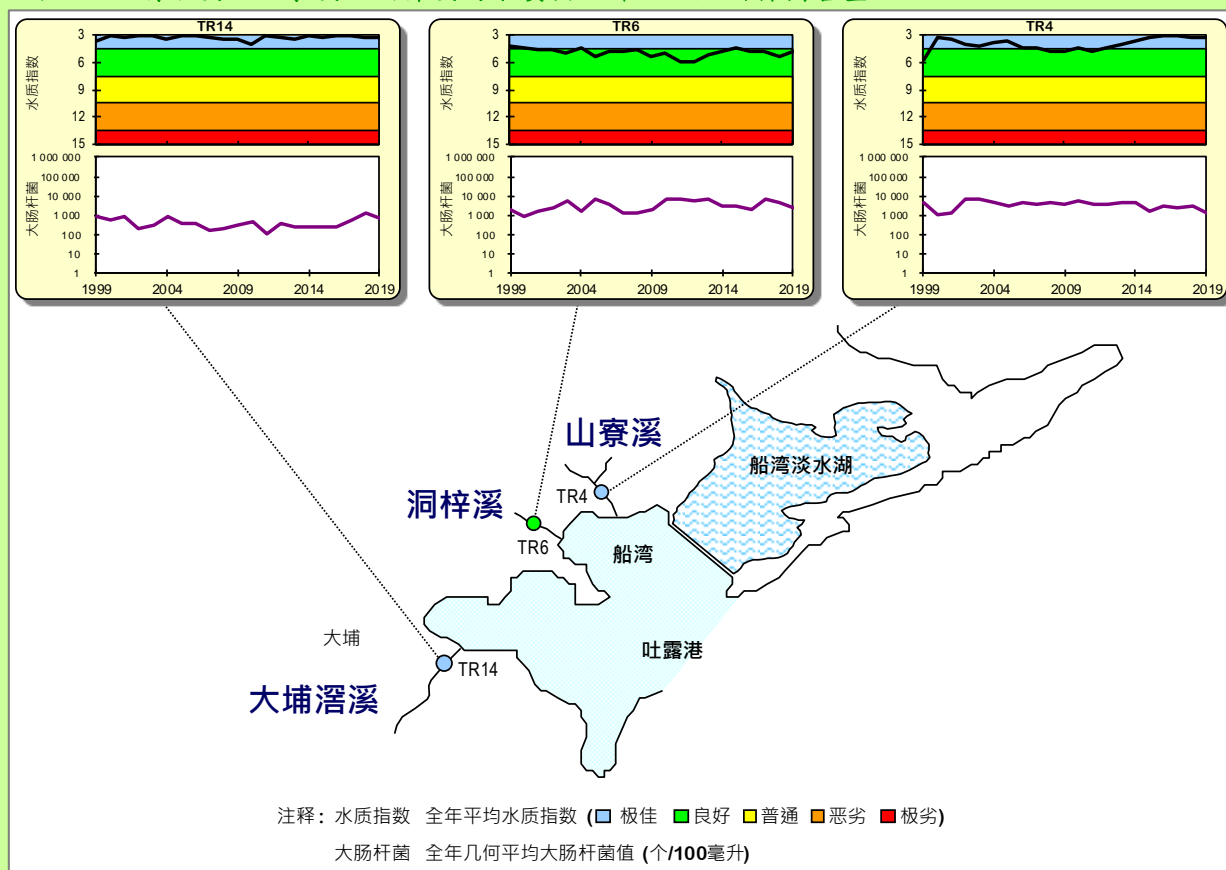 TR14
水质指数
3
6
9
12
15
大肠杆菌
1 000 000
100 000
10 000
1 000
100
10
1
1999 2004 2009 2014 2019
TR6
水质指数
3
6
9
12
15
大肠杆菌
1 000 000
100 000
10 000
1 000
100
10
1
1999 2004 2009 2014 2019
TR4
水质指数
3
6
9
12
15
大肠杆菌
1 000 000
100 000
10 000
1 000
100
10
1
1999 2004 2009 2014 2019
山寮溪
船湾淡水湖
TR4
洞梓溪
TR6
船湾
大埔
吐露港
TR14
大埔滘溪
注释: 水质指数 全年平均水质指数 ( 极佳 良好 普通 恶劣 极劣)
大肠杆菌 全年几何平均大肠杆菌值 (个/100毫升)